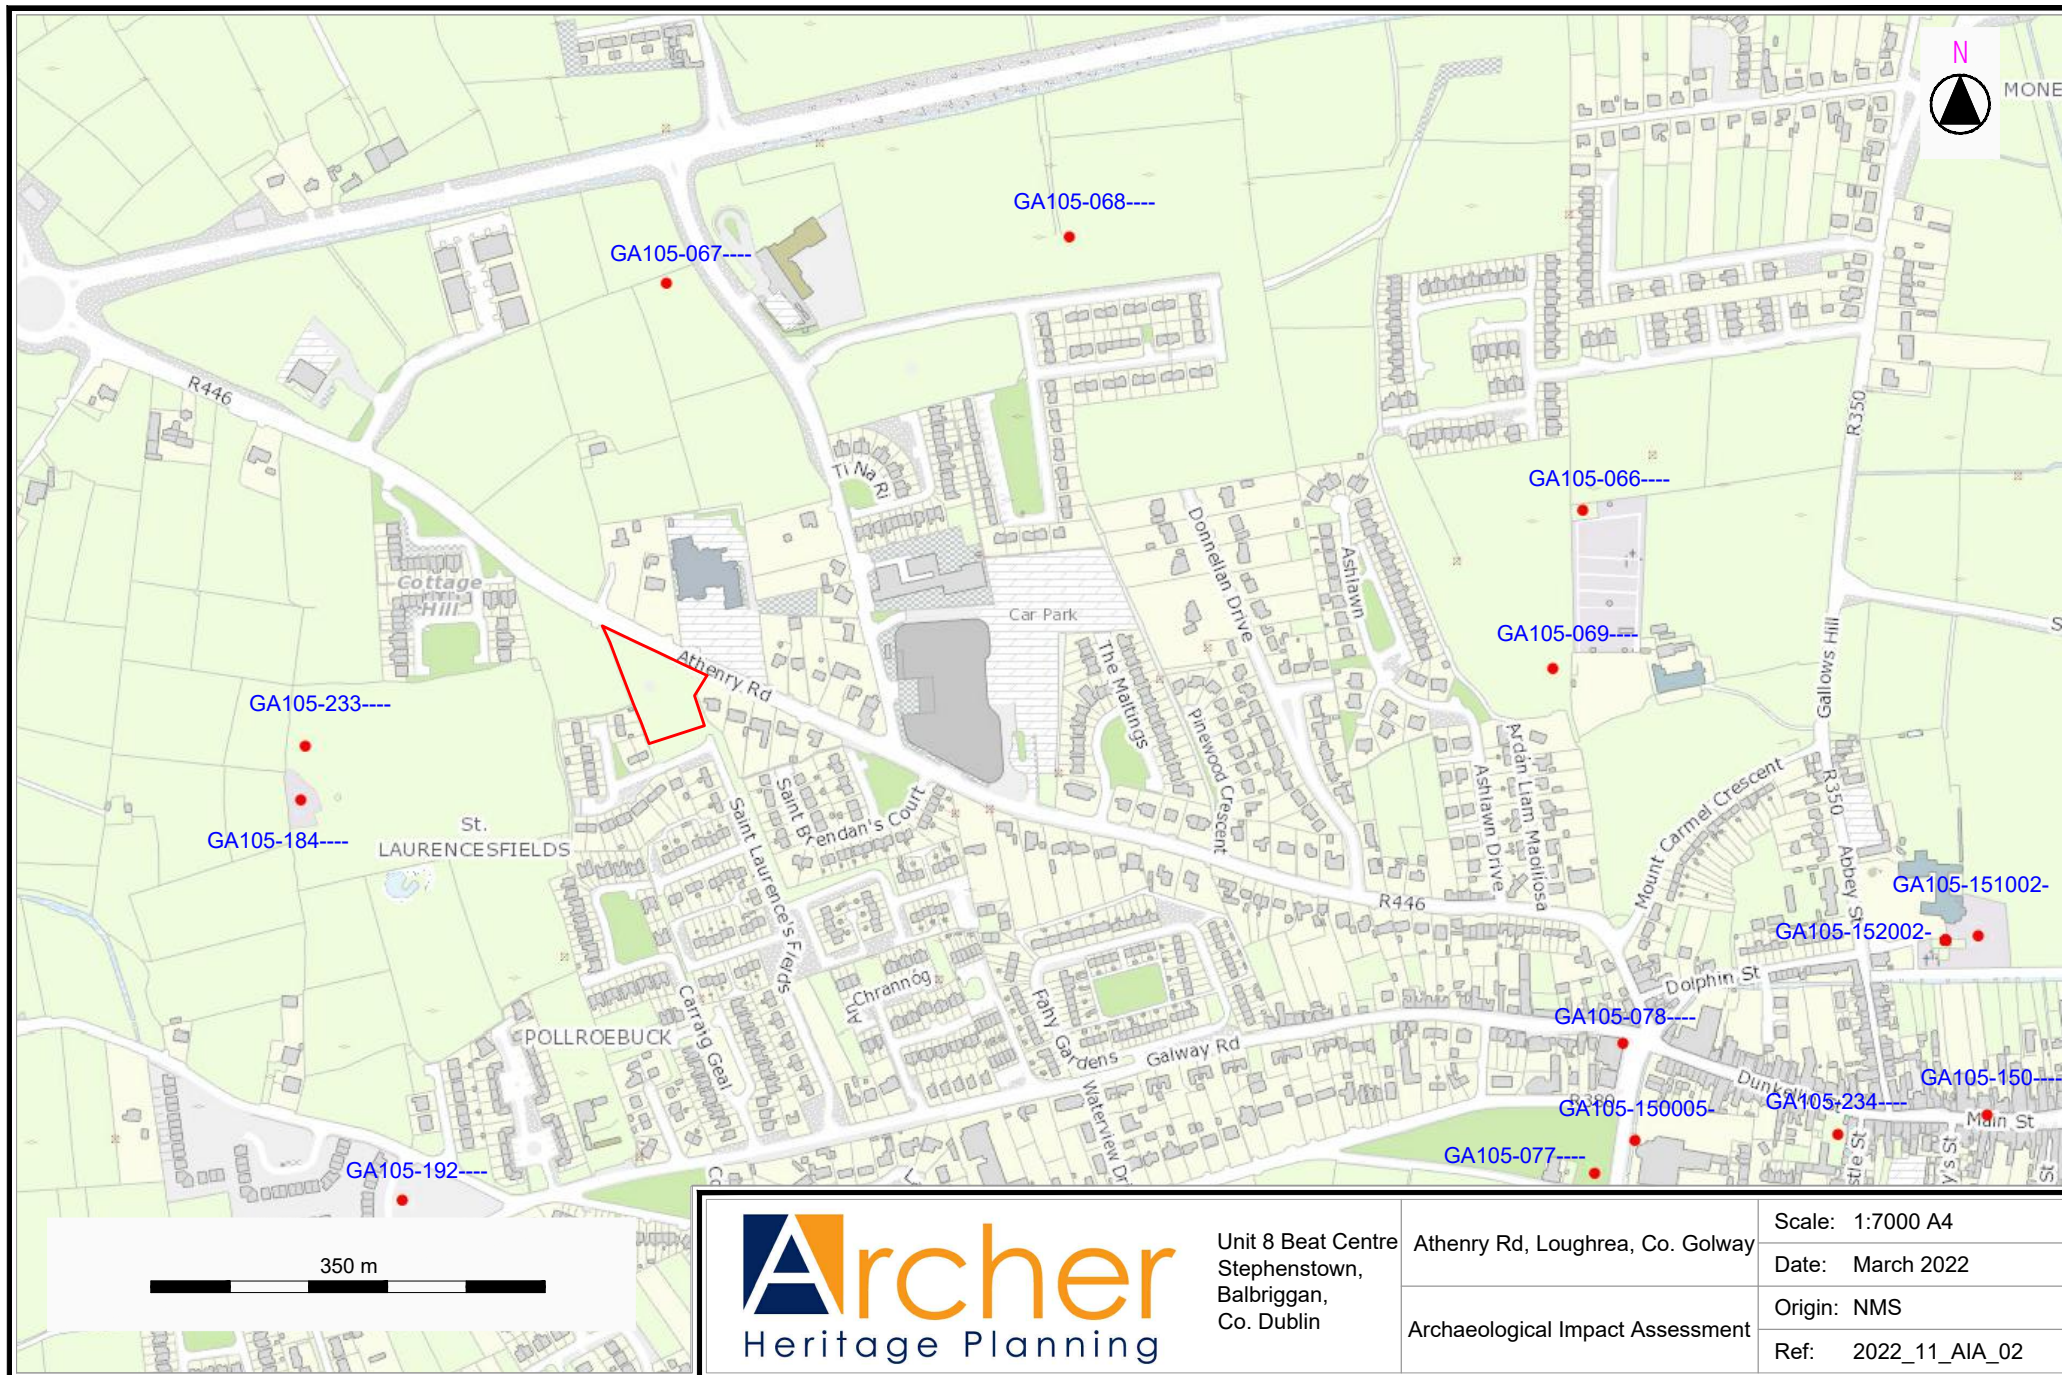 N
MONE
GA105-068----
GA105-067----
R446
R350
Ti Na Ri
GA105-066----
Donnellan Drive
Ashlawn
Cottage
Hill
Car Park
GA105-069----
Gallows Hill
S
Athenry Rd
The Maltings
GA105-233----
Pinewood Crescent
Ardán Liam Maoilíosa
Ashlawn Drive
Mount Carmel Crescent
R350
Saint Brendan's Court
Saint Laurence's Fields
GA105-184----
St.
LAURENCESFIELDS
Abbey St
GA105-151002-
R446
GA105-152002-
Dolphin St
An Chrannóg
Carraig Geal
Fahy Gardens
GA105-078----
POLLROEBUCK
Galway Rd
Waterview Dr
GA105-150----
GA105-150005-
GA105-234----
Main St
GA105-077----
GA105-192----
350 m
Archer
Heritage Planning
Unit 8 Beat Centre
Stephenstown,
Balbriggan,
Co. Dublin
Athenry Rd, Loughrea, Co. Golway
Archaeological Impact Assessment
Scale: 1:7000 A4
Date: March 2022
Origin: NMS
Ref: 2022_11_AIA_02